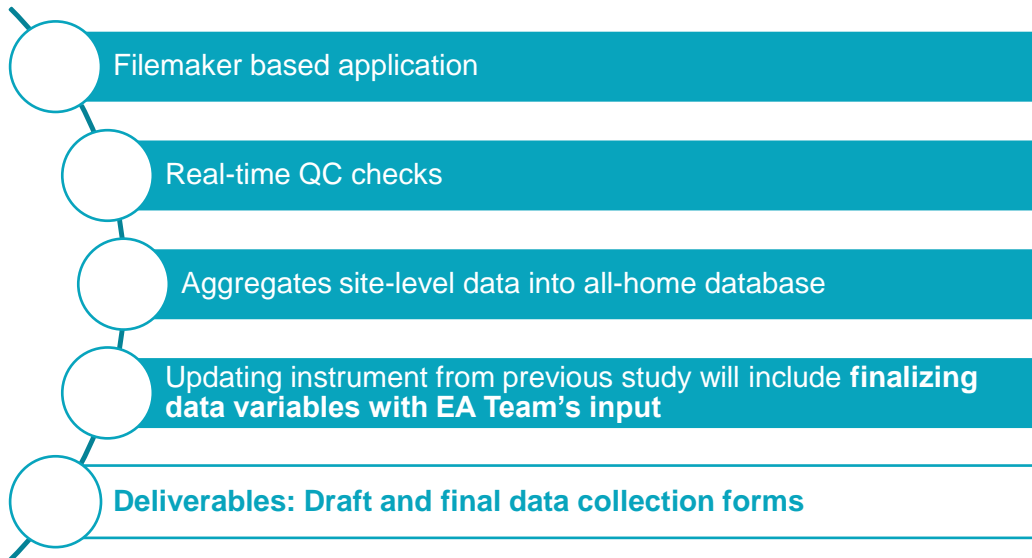 Filemaker based application
Real-time QC checks
Aggregates site-level data into all-home database
Updating instrument from previous study will include finalizing
data variables with EA Team's input
Deliverables: Draft and final data collection forms